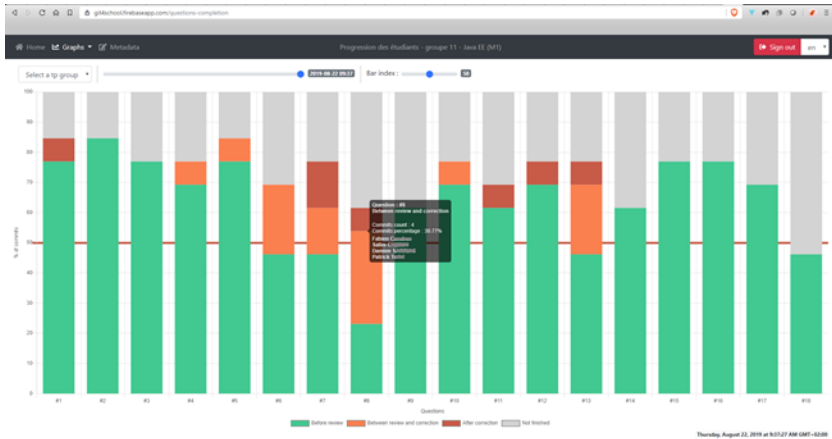 git4school.firebaseapp.com/questions-completion
Home Graphs Metadata Progression des étudiants - groupe 11 - Java EE (M1) Sign out en
Select a tp group 2019-08-22 09:37 Bar index : 50
100
90
80
70
60
50
40
30
20
10
0
% of commits
Question : #8
Between review and correction
Commits count : 4
Commits percentage : 30.77%
Fabien
Damien
Patrick
#1 #2 #3 #4 #5 #6 #7 #8 #9 #10 #11 #12 #13 #14 #15 #16 #17 #18
Questions
Before review Between review and correction After correction Not finished
Thursday, August 22, 2019 at 9:37:27 AM GMT+02:00